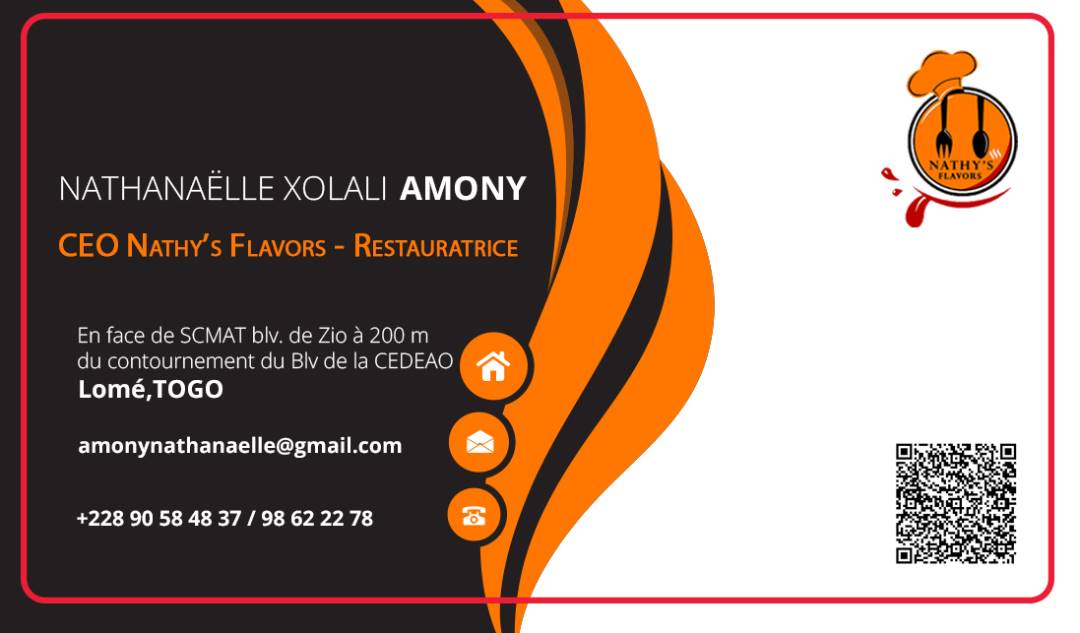 NATHANAËLLE XOLALI AMONY
CEO NATHY'S FLAVORS - RESTAURATRICE
En face de SCMAT blv. de Zio à 200 m
du contournement du Blv de la CEDEAO
Lomé,TOGO
amonynathanaelle@gmail.com
+228 90 58 48 37 / 98 62 22 78
NATHY'S
FLAVORS